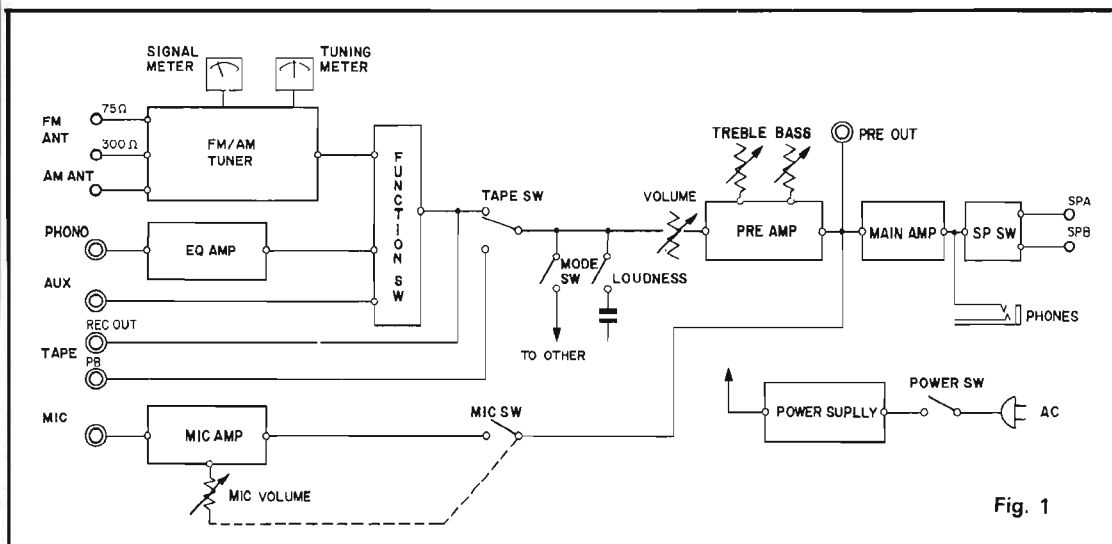 SIGNAL
METER
TUNING
METER
FM
ANT
75Ω
300Ω
AM ANT
FM/AM
TUNER
PHONO
EQ AMP
AUX
REC OUT
TAPE
PB
MIC
MIC AMP
MIC VOLUME
FUNCTION SW
TAPE SW
MODE
SW
LOUDNESS
TO OTHER
MIC SW
VOLUME
TREBLE BASS
PRE AMP
PRE OUT
MAIN AMP
SP SW
SPA
SPB
PHONES
POWER SUPLLY
POWER SW
AC
Fig. 1